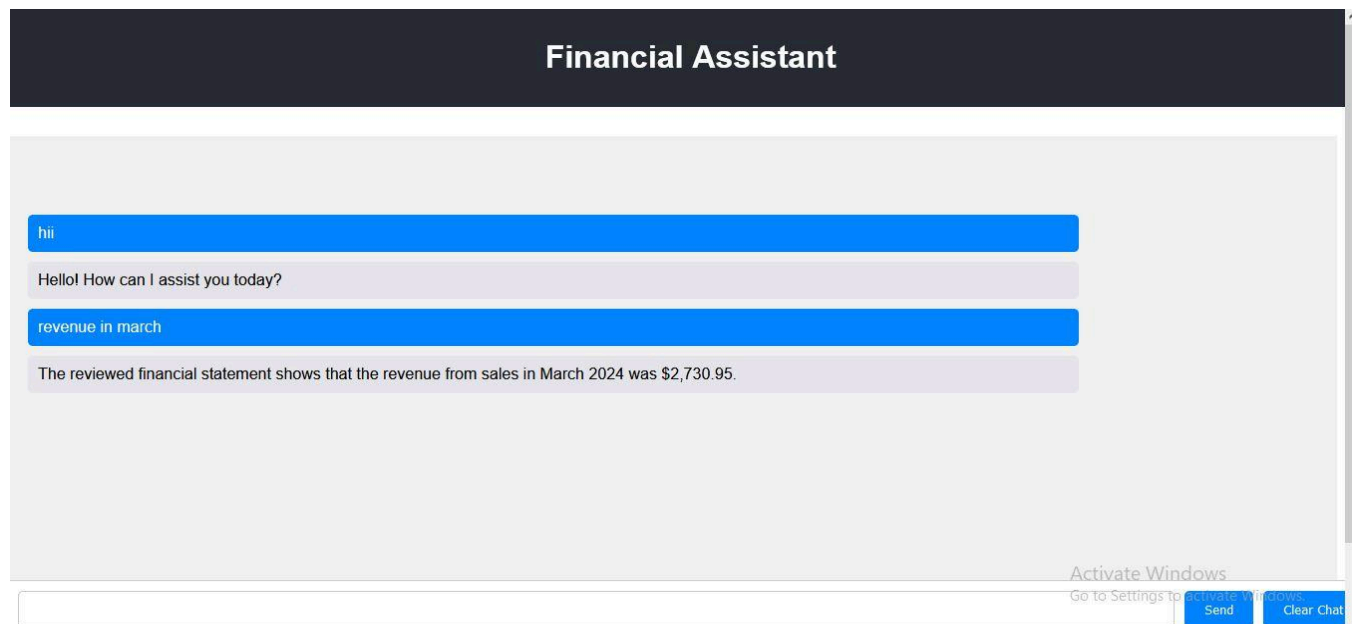 Financial Assistant
hii
Hello! How can I assist you today?
revenue in march
The reviewed financial statement shows that the revenue from sales in March 2024 was $2,730.95.
Activate Windows
Go to Settings to activate Windows.
Send
Clear Chat